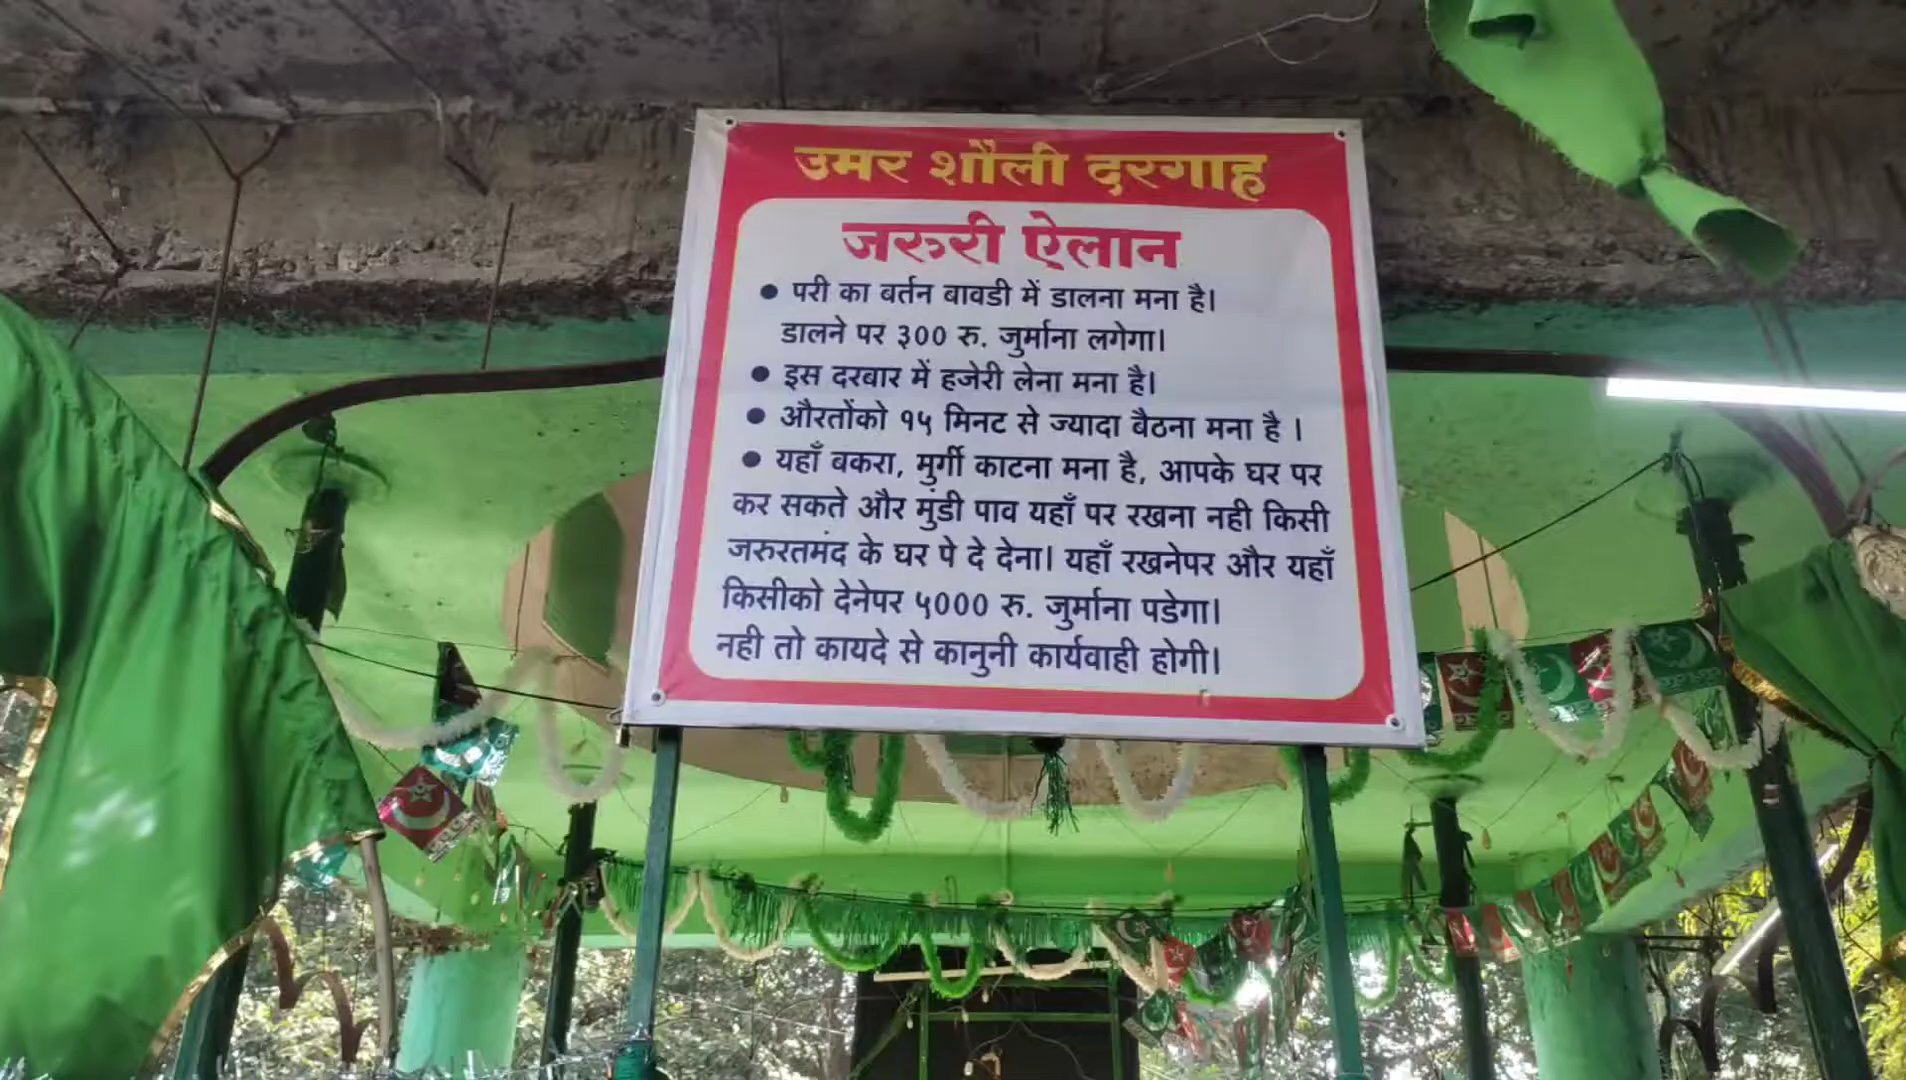 उमर शौली दरगाह
जरुरी ऐलान
● परी का बर्तन बावडी में डालना मना है।
डालने पर ३०० रु. जुर्माना लगेगा।
● इस दरबार में हजेरी लेना मना है।
● औरतोंको १५ मिनट से ज्यादा बैठना मना है ।
● यहाँ बकरा, मुर्गी काटना मना है, आपके घर पर
कर सकते और मुंडी पाव यहाँ पर रखना नही किसी
जरुरतमंद के घर पे दे देना। यहाँ रखनेपर और यहाँ
किसीको देनेपर ५००० रु. जुर्माना पडेगा।
नही तो कायदे से कानुनी कार्यवाही होगी।